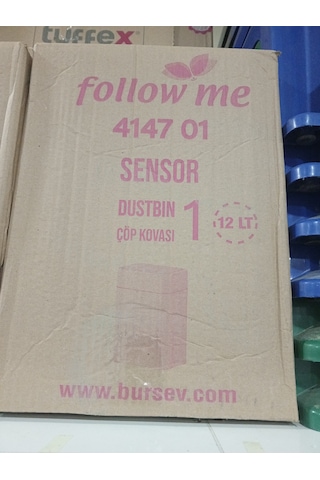 tuffex
follow me
4147 01
SENSOR
DUSTBIN 1 12 LT
ÇÖP KOVASI
www.bursev.com